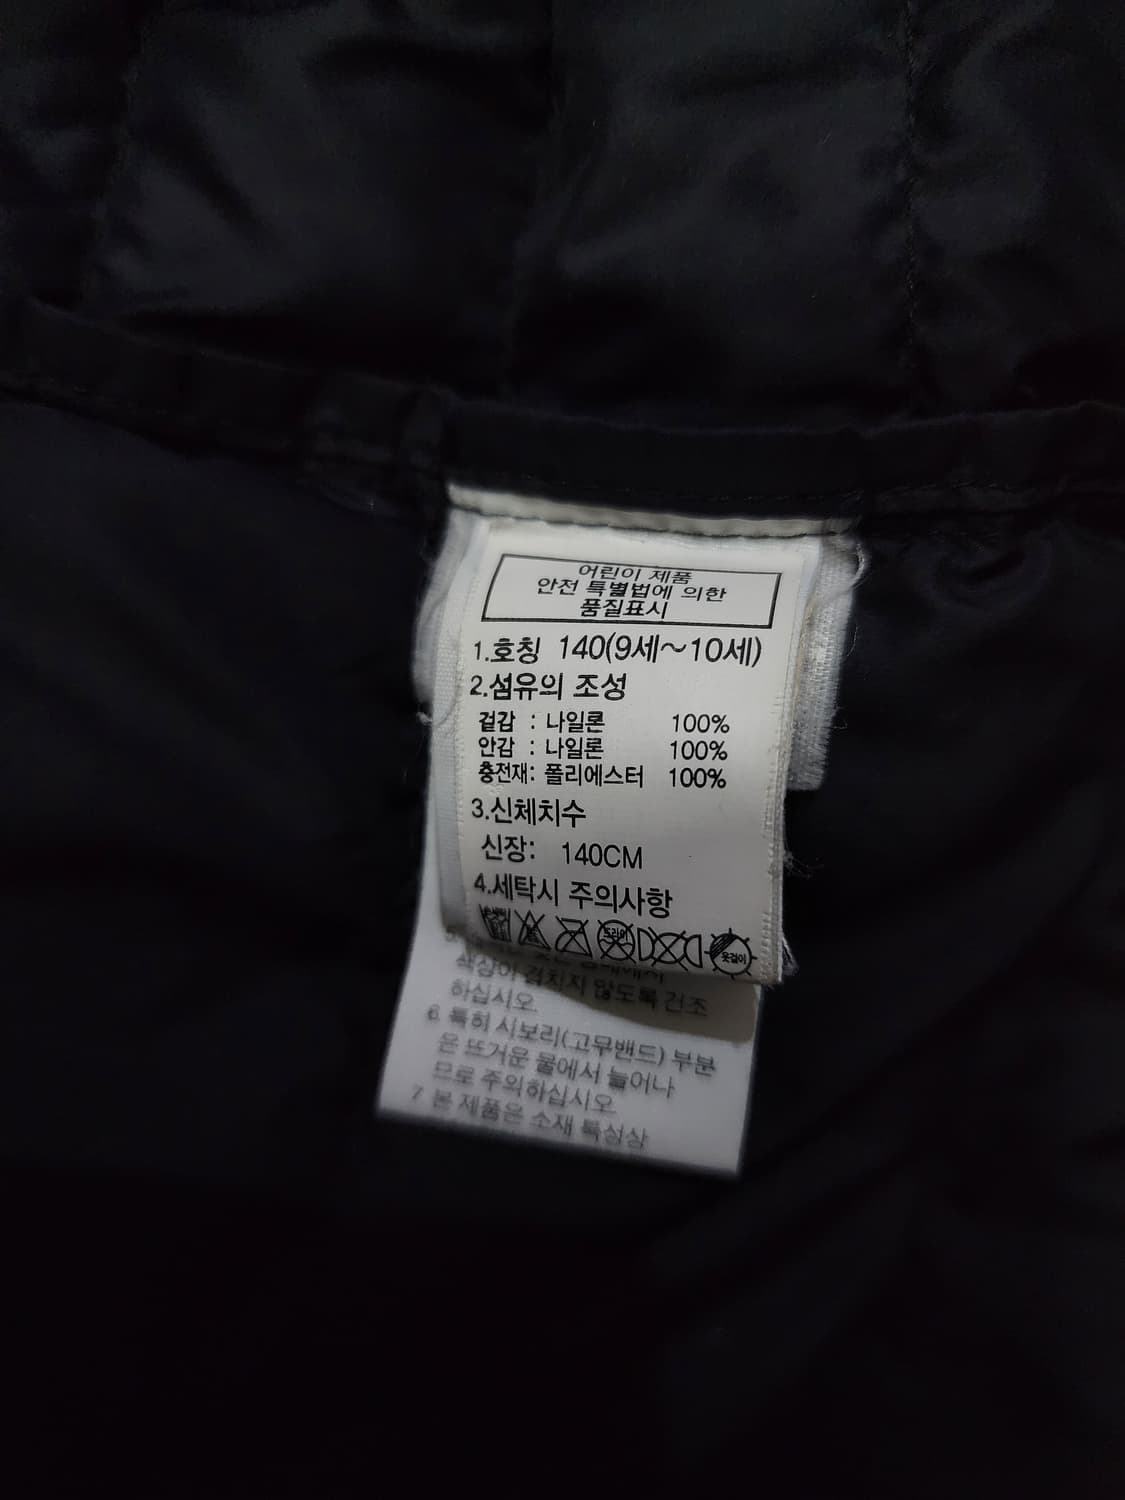 어린이 제품
안전 특별법에 의한
품질표시
1.호칭 140(9세~10세)
2.섬유의 조성
겉감 : 나일론 100%
안감 : 나일론 100%
충전재: 폴리에스터 100%
3.신체치수
신장: 140CM
4.세탁시 주의사항
드라이
옷걸이
색상이 겹치지 않도록 건조
하십시오.
6.특히 시보리(고무밴드) 부분
은 뜨거운 물에서 늘어나
므로 주의하십시오
7 본 제품은 소재 특성상